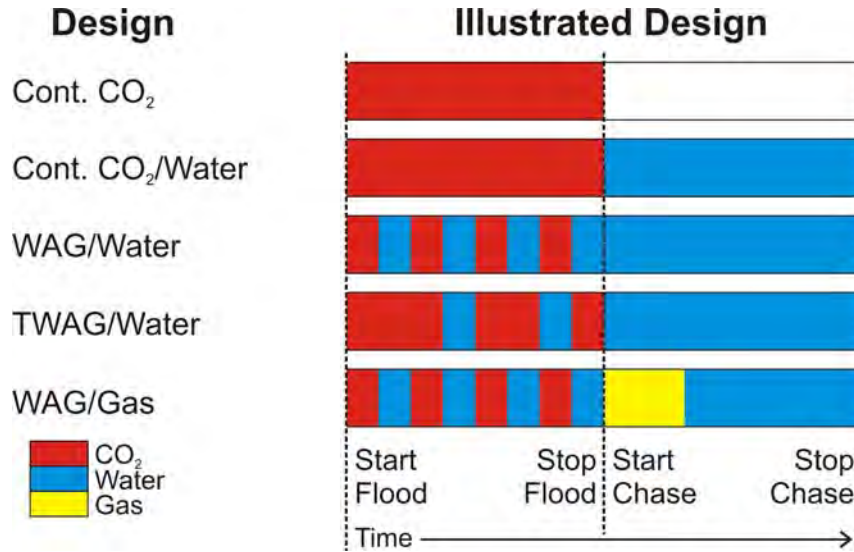 Design
Illustrated Design
Cont. CO₂
Cont. CO₂/Water
WAG/Water
TWAG/Water
WAG/Gas
CO₂
Water
Gas
Start Flood
Stop Flood
Start Chase
Stop Chase
Time